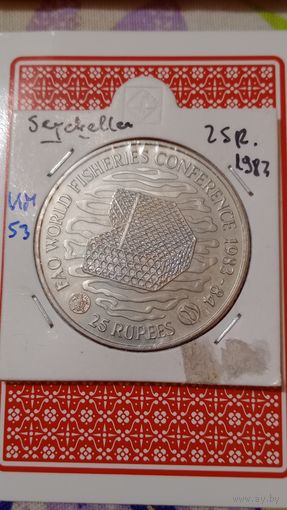 Seychellen
25R.
1983
KM
53
FAO WORLD FISHERIES CONFERENCE 1983-84
25 RUPEES
www.ay.by